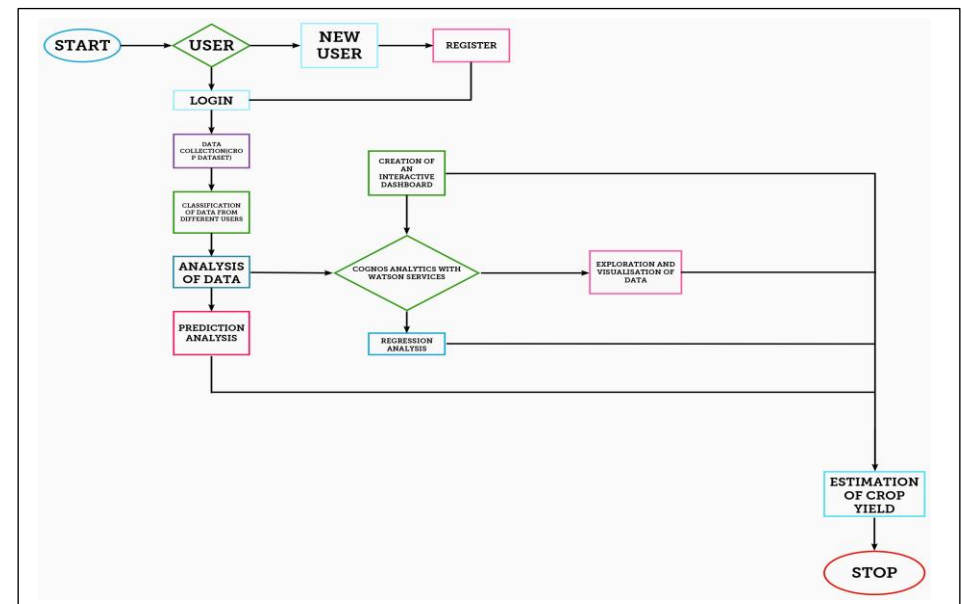 START
USER
NEW
USER
REGISTER
LOGIN
DATA
COLLECTION(CRO
P DATASET)
CREATION OF
AN
INTERACTIVE
DASHBOARD
CLASSIFICATION
OF DATA FROM
DIFFERENT USERS
ANALYSIS
OF DATA
COGNOS ANALYTICS WITH
WATSON SERVICES
EXPLORATION AND
VISUALISATION OF
DATA
PREDICTION
ANALYSIS
REGRESSION
ANALYSIS
ESTIMATION
OF CROP
YIELD
STOP